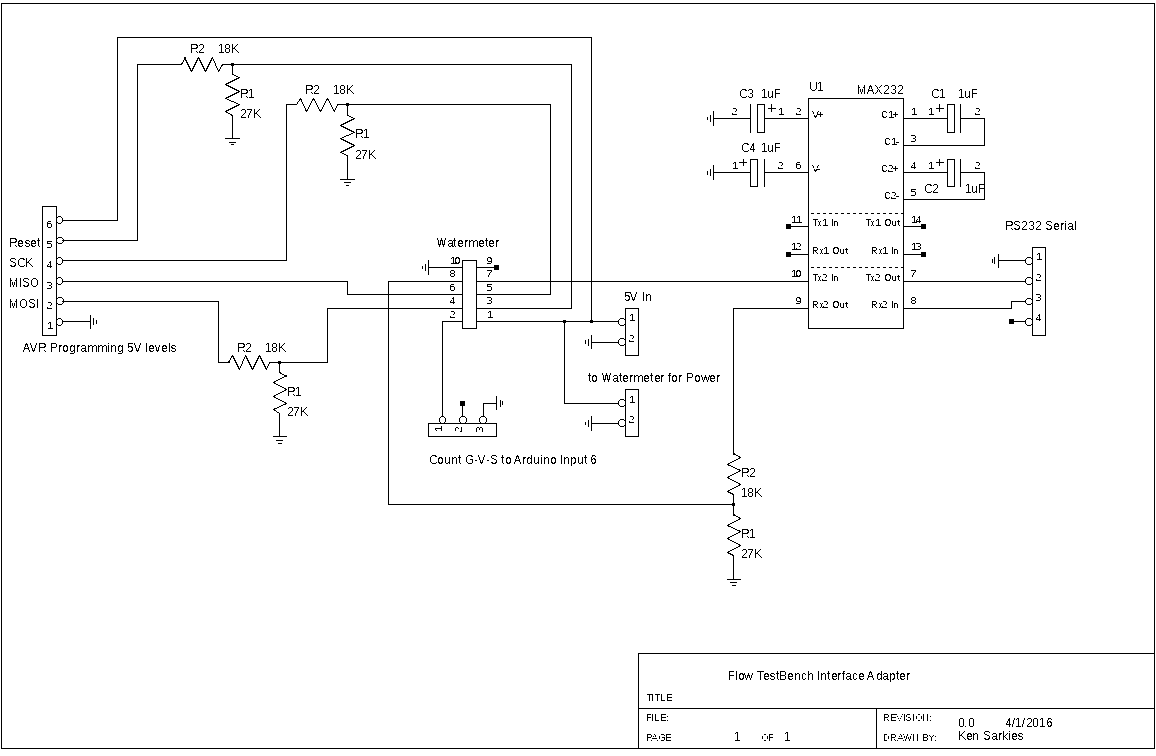 R2 18K
R1
27K
R2 18K
R1
27K
6
Reset 5
SCK 4
MISO 3
MOSI 2
1
AVR Programming 5V levels
R2 18K
R1
27K
Watermeter
10 9
8 7
6 5
4 3
2 1
1 2 3
Count G-V-S to Arduino Input 6
5V In
1
2
to Watermeter for Power
1
2
R2
18K
R1
27K
U1 MAX232
C3 1uF
2 + 1 2 V+
C4 1uF
1 + 2 6 V-
C1+ 1 1 + 2
C1 1uF
C1- 3
C2+ 4 1 + 2
C2 1uF
C2- 5
11 Tx1 In Tx1 Out 14
12 Rx1 Out Rx1 In 13
10 Tx2 In Tx2 Out 7
9 Rx2 Out Rx2 In 8
RS232 Serial
1
2
3
4
Flow TestBench Interface Adapter
TITLE
FILE: REVISION: 0.0 4/1/2016
PAGE 1 OF 1 DRAWN BY: Ken Sarkies